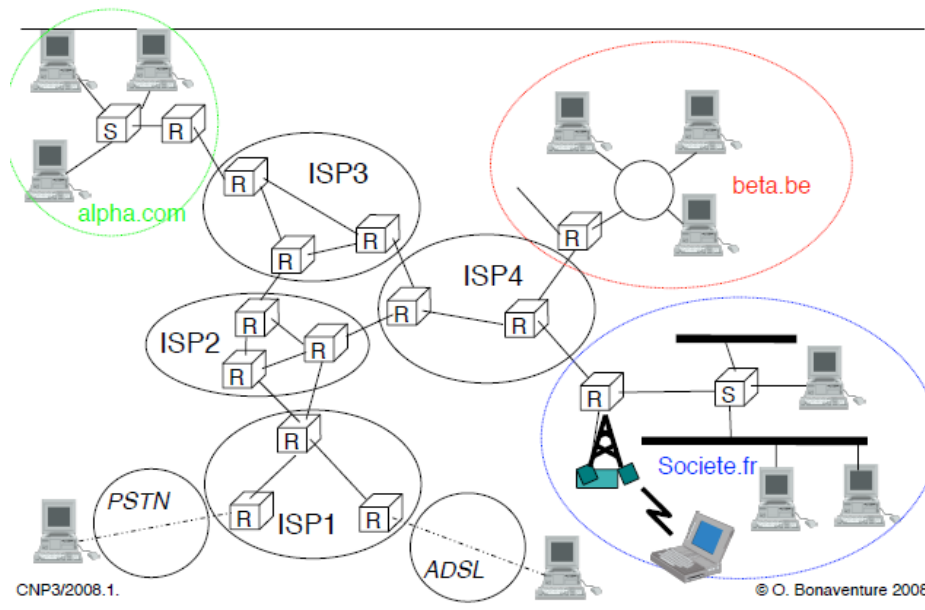 S
R
alpha.com
R
ISP3
R
R
beta.be
R
ISP4
R
R
R
ISP2
R
R
R
S
Societe.fr
R
PSTN
R
ISP1
R
ADSL
CNP3/2008.1.
© O. Bonaventure 2008